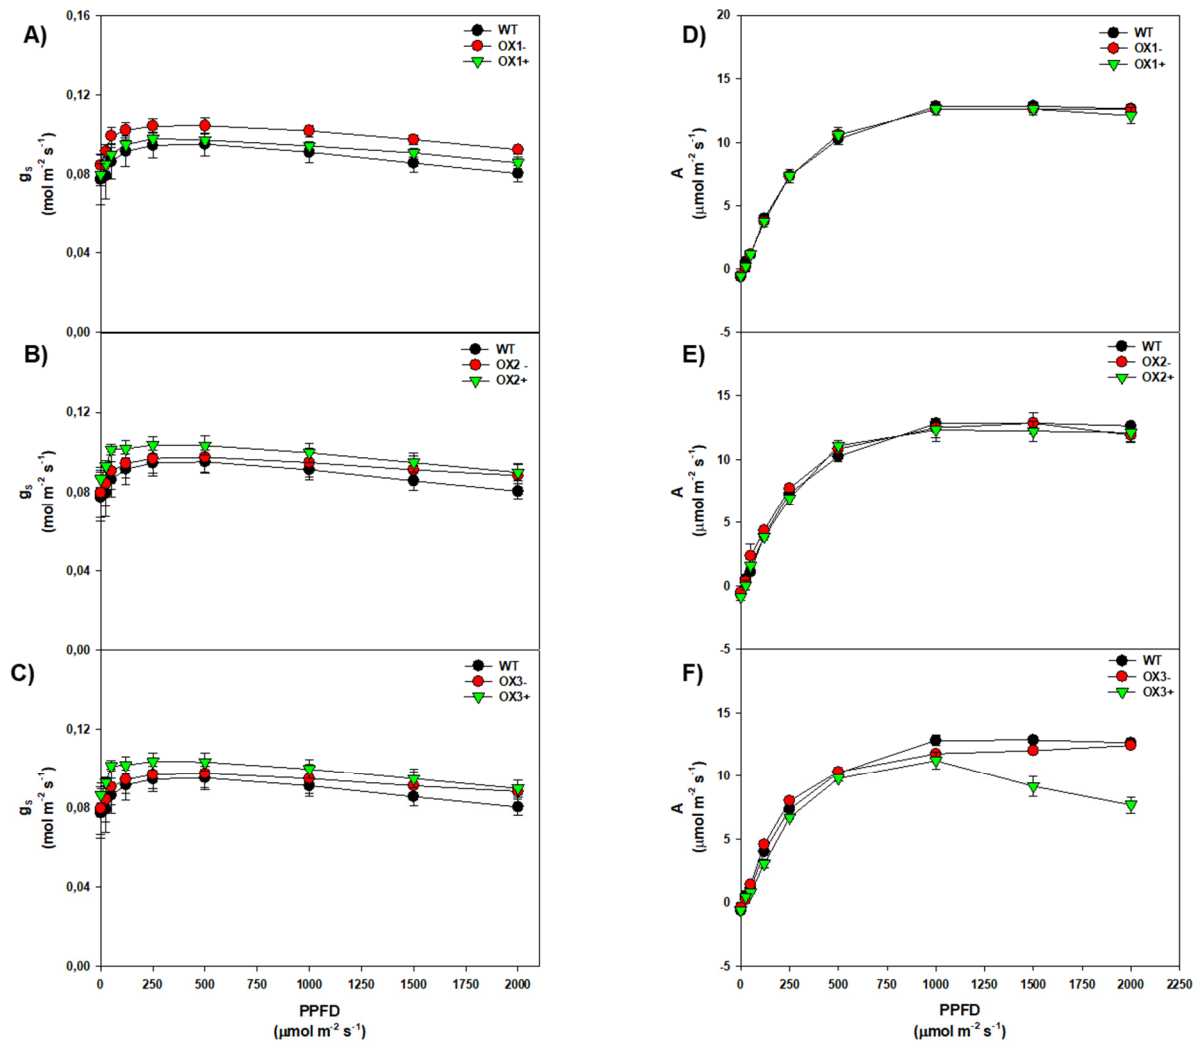 A)
0,16
0,12
0,08
0,04
0,00
gs
(mol m-2 s-1)
WT
OX1-
OX1+
B)
0,12
0,08
0,04
0,00
gs
(mol m-2 s-1)
WT
OX2 -
OX2+
C)
0,12
0,08
0,04
0,00
gs
(mol m-2 s-1)
WT
OX3-
OX3+
0 250 500 750 1000 1250 1500 1750 2000
PPFD
(μmol m-2 s-1)
D)
20
15
10
5
0
-5
A
(μmol m-2 s-1)
WT
OX1-
OX1+
E)
15
10
5
0
-5
A
(μmol m-2 s-1)
WT
OX2-
OX2+
F)
15
10
5
0
-5
A
(μmol m-2 s-1)
WT
OX3-
OX3+
0 250 500 750 1000 1250 1500 1750 2000 2250
PPFD
(μmol m-2 s-1)